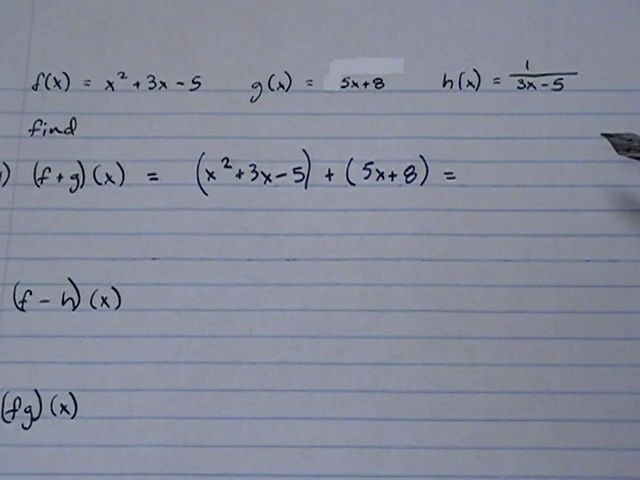 f(x) = x² + 3x - 5 g(x) = 5x+8 h(x) = 1/(3x-5)
find
) (f+g)(x) = (x²+3x-5) + (5x+8) =
(f-h)(x)
(fg)(x)